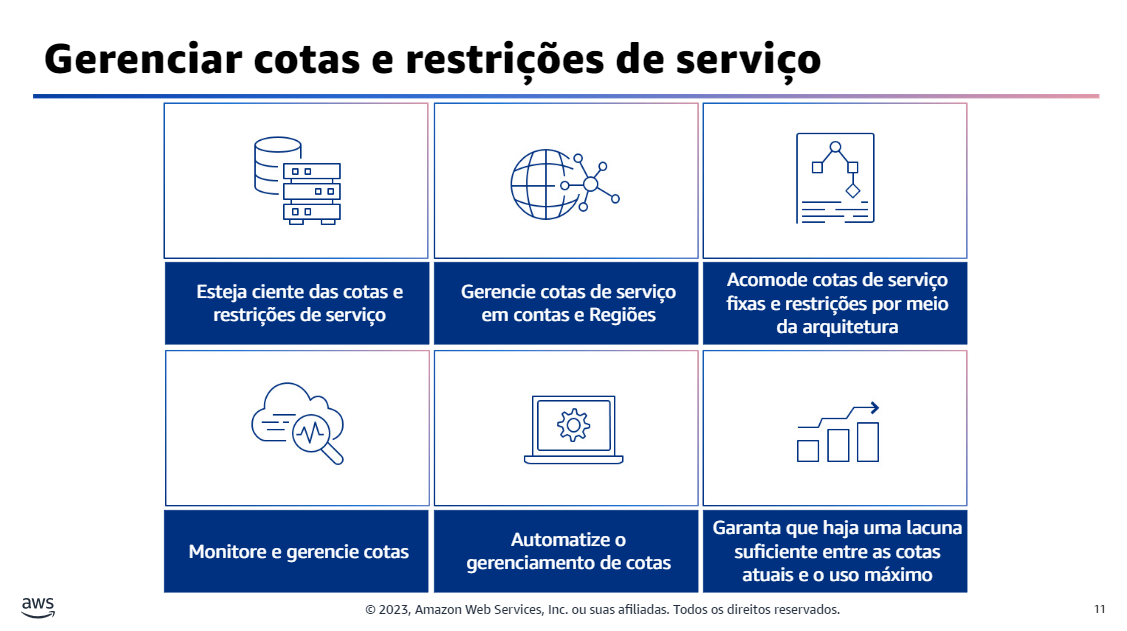 Gerenciar cotas e restrições de serviço
Esteja ciente das cotas e
restrições de serviço
Gerencie cotas de serviço
em contas e Regiões
Acomode cotas de serviço
fixas e restrições por meio
da arquitetura
Monitore e gerencie cotas
Automatize o
gerenciamento de cotas
Garanta que haja uma lacuna
suficiente entre as cotas
atuais e o uso máximo
aws
© 2023, Amazon Web Services, Inc. ou suas afiliadas. Todos os direitos reservados.
11